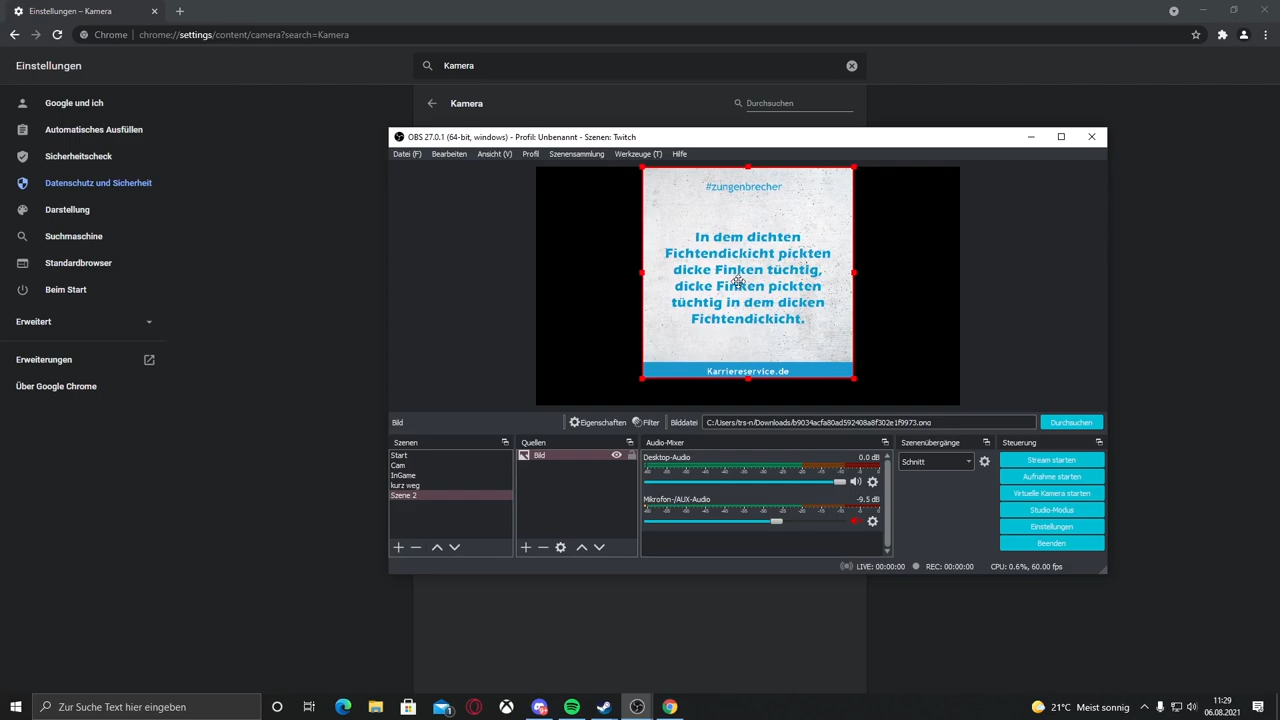 Einstellungen – Kamera
Chrome | chrome://settings/content/camera?search=Kamera
Einstellungen
Kamera
Google und ich
Automatisches Ausfüllen
Sicherheitscheck
Datenschutz und Sicherheit
Darstellung
Suchmaschine
Standardbrowser
Beim Start
Erweitert
Erweiterungen
Über Google Chrome
Kamera
Durchsuchen
OBS 27.0.1 (64-bit, windows) - Profil: Unbenannt - Szenen: Twitch
Datei (F) Bearbeiten Ansicht (V) Profil Szenensammlung Werkzeuge (T) Hilfe
#zungenbrecher
In dem dichten
Fichtendickicht pickten
dicke Finken tüchtig,
dicke Finken pickten
tüchtig in dem dicken
Fichtendickicht.
Karriereservice.de
Bild Eigenschaften Filter Bilddatei C:/Users/trs-n/Downloads/b9034acfa80ad592408a8f302e1f9973.png Durchsuchen
Szenen
Start
Cam
InGame
kurz weg
Szene 2
Quellen
Bild
Audio-Mixer
Desktop-Audio 0.0 dB
Mikrofon-/AUX-Audio -9.5 dB
Szenenübergänge
Schnitt
Steuerung
Stream starten
Aufnahme starten
Virtuelle Kamera starten
Studio-Modus
Einstellungen
Beenden
LIVE: 00:00:00 REC: 00:00:00 CPU: 0.6%, 60.00 fps
Zur Suche Text hier eingeben
21°C Meist sonnig
11:29
06.08.2021